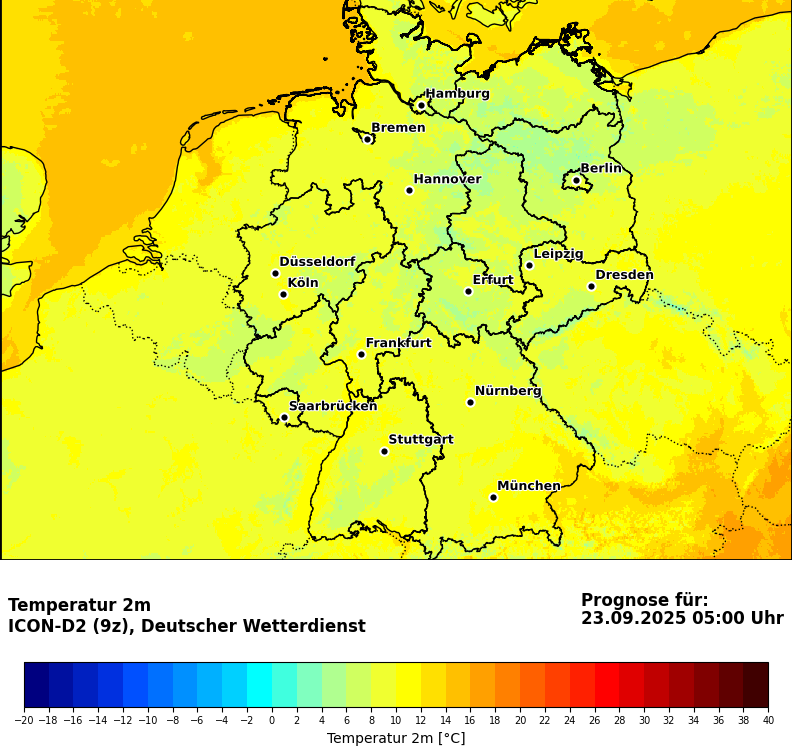 Hamburg
Bremen
Berlin
Hannover
Leipzig
Düsseldorf
Dresden
Köln
Erfurt
Frankfurt
Nürnberg
Saarbrücken
Stuttgart
München
Temperatur 2m
ICON-D2 (9z), Deutscher Wetterdienst
Prognose für:
23.09.2025 05:00 Uhr
−20 −18 −16 −14 −12 −10 −8 −6 −4 −2 0 2 4 6 8 10 12 14 16 18 20 22 24 26 28 30 32 34 36 38 40
Temperatur 2m [°C]